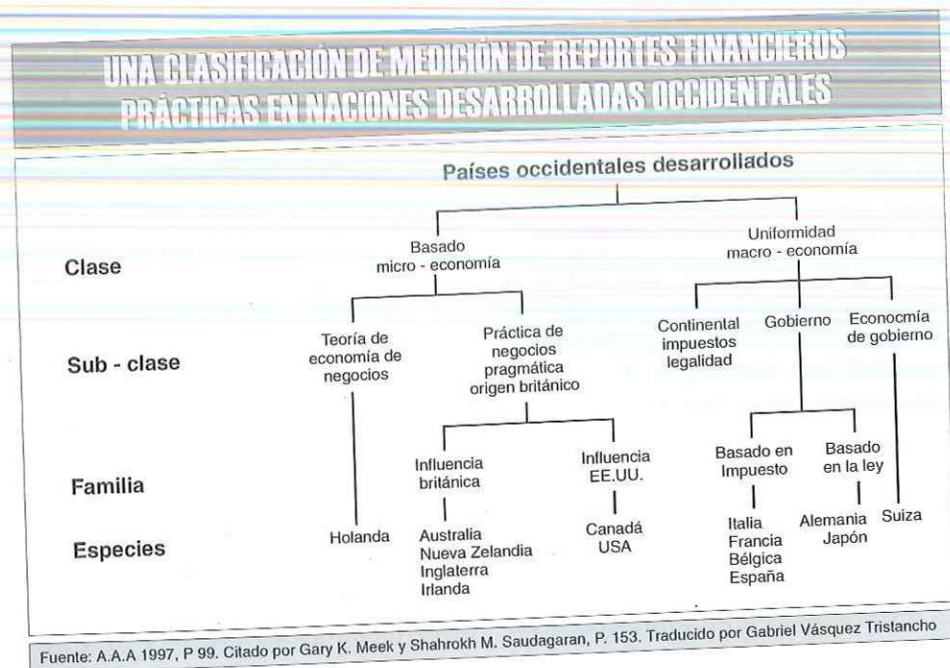 UNA CLASIFICACIÓN DE MEDICIÓN DE REPORTES FINANCIEROS
PRÁCTICAS EN NACIONES DESARROLLADAS OCCIDENTALES
Países occidentales desarrollados
Clase
Basado
micro - economía
Uniformidad
macro - economía
Sub - clase
Teoría de
economía de
negocios
Práctica de
negocios
pragmática
origen británico
Continental
impuestos
legalidad
Gobierno
Econocmía
de gobierno
Familia
Influencia
británica
Influencia
EE.UU.
Basado en
Impuesto
Basado
en la ley
Especies
Holanda
Australia
Nueva Zelandia
Inglaterra
Irlanda
Canadá
USA
Italia
Francia
Bélgica
España
Alemania
Japón
Suiza
Fuente: A.A.A 1997, P 99. Citado por Gary K. Meek y Shahrokh M. Saudagaran, P. 153. Traducido por Gabriel Vásquez Tristancho